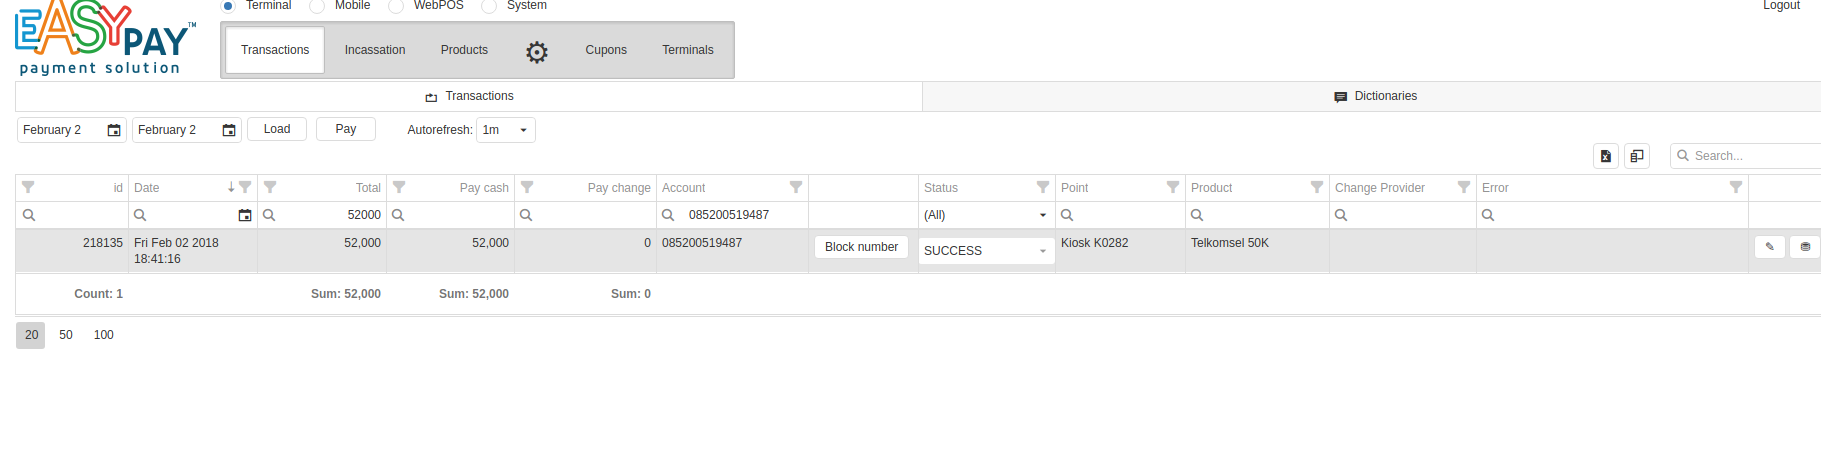 Terminal Mobile WebPOS System Logout
EASYPAY™
payment solution
Transactions Incassation Products Cupons Terminals
Transactions Dictionaries
February 2 February 2 Load Pay Autorefresh: 1m
Search...
id Date Total Pay cash Pay change Account Status Point Product Change Provider Error
52000 085200519487 (All)
218135 Fri Feb 02 2018 52,000 52,000 0 085200519487 Block number SUCCESS Kiosk K0282 Telkomsel 50K
18:41:16
Count: 1 Sum: 52,000 Sum: 52,000 Sum: 0
20 50 100